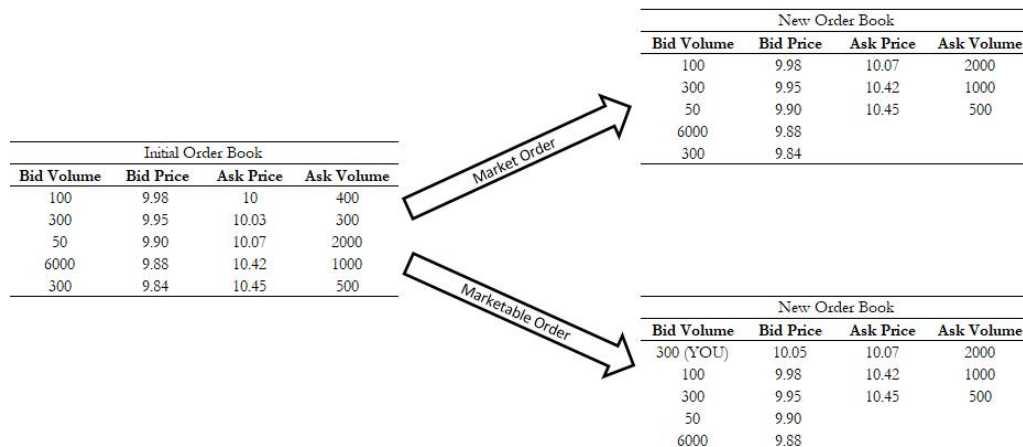 New Order Book
Bid Volume Bid Price Ask Price Ask Volume
100 9.98 10.07 2000
300 9.95 10.42 1000
50 9.90 10.45 500
6000 9.88
300 9.84
Initial Order Book
Bid Volume Bid Price Ask Price Ask Volume
100 9.98 10 400
300 9.95 10.03 300
50 9.90 10.07 2000
6000 9.88 10.42 1000
300 9.84 10.45 500
Market Order
Marketable Order
New Order Book
Bid Volume Bid Price Ask Price Ask Volume
300 (YOU) 10.05 10.07 2000
100 9.98 10.42 1000
300 9.95 10.45 500
50 9.90
6000 9.88